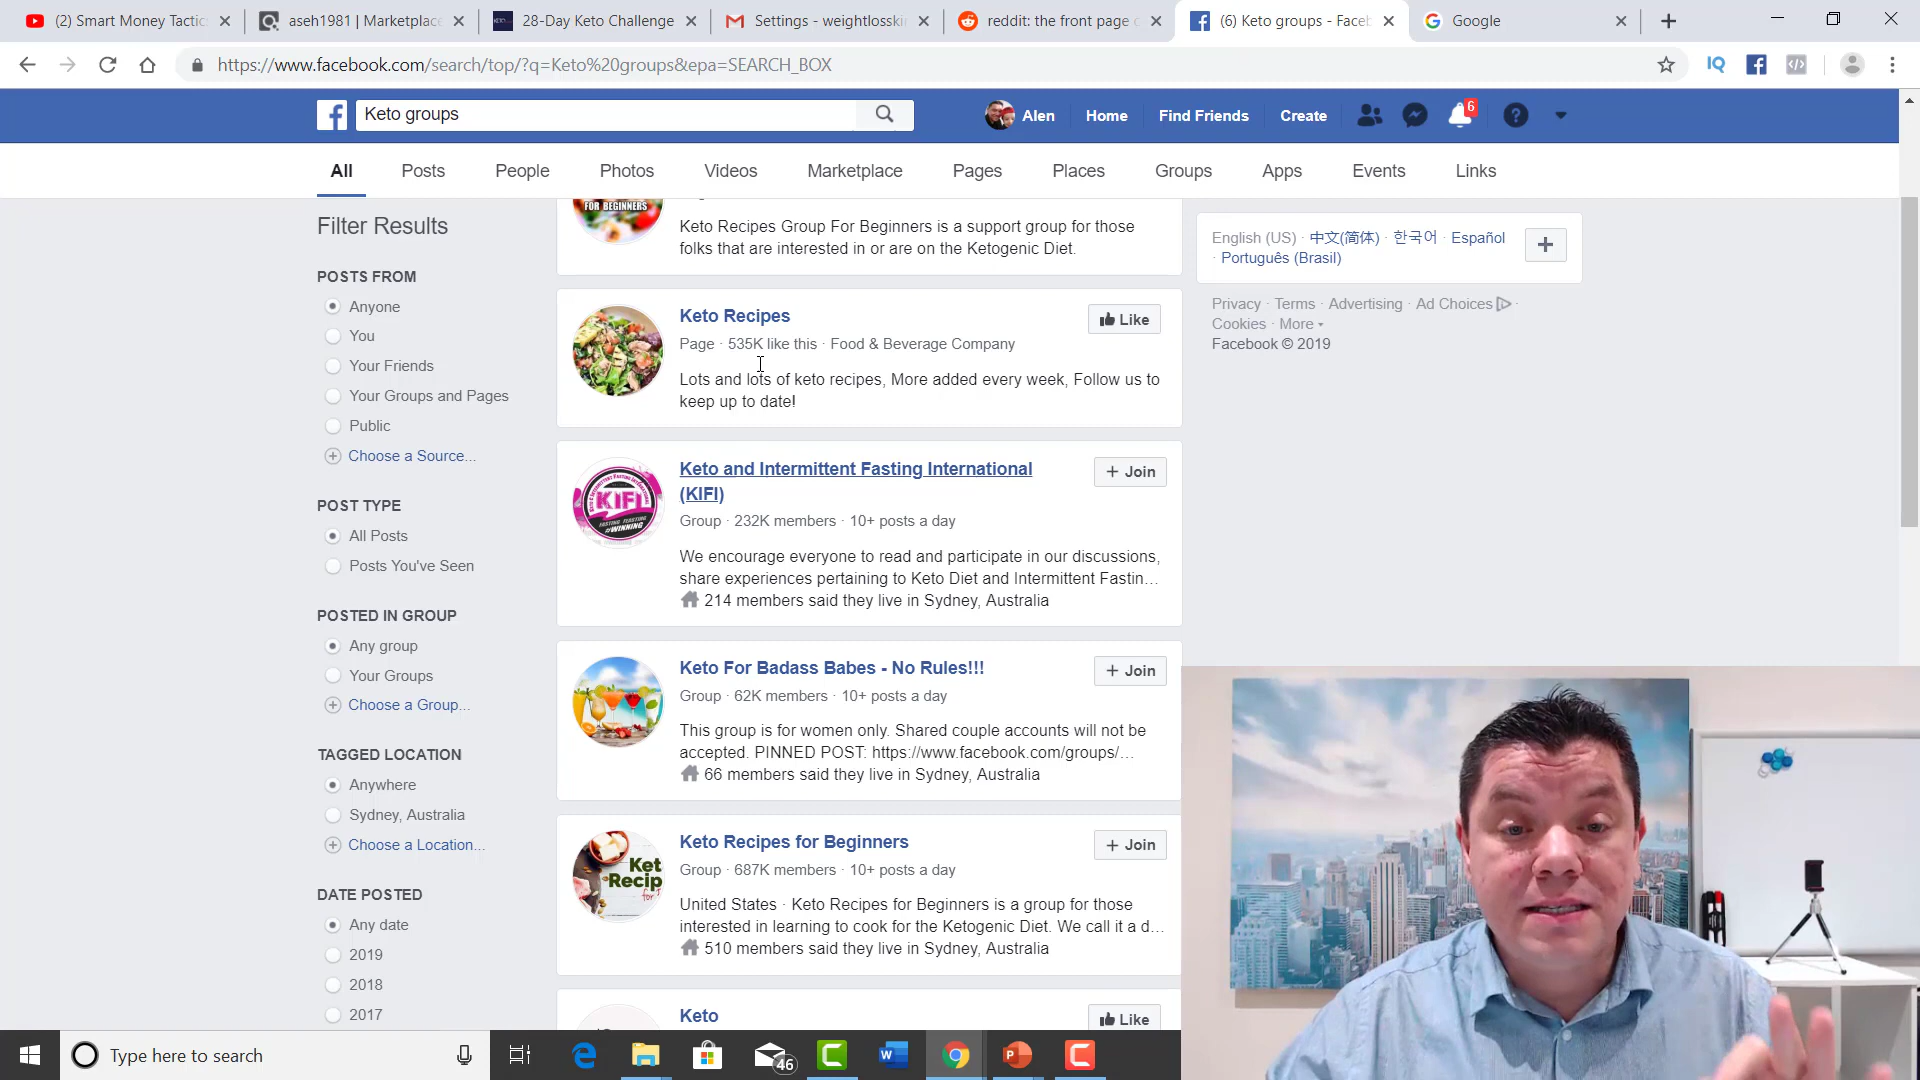 (2) Smart Money Tactic
aseh1981 | Marketplace
28-Day Keto Challenge
Settings - weightlosski
reddit: the front page
(6) Keto groups - Faceb
Google
https://www.facebook.com/search/top/?q=Keto%20groups&epa=SEARCH_BOX
IQ
Keto groups
Alen
Home
Find Friends
Create
6
All
Posts
People
Photos
Videos
Marketplace
Pages
Places
Groups
Apps
Events
Links
Filter Results
POSTS FROM
Anyone
You
Your Friends
Your Groups and Pages
Public
Choose a Source...
POST TYPE
All Posts
Posts You've Seen
POSTED IN GROUP
Any group
Your Groups
Choose a Group...
TAGGED LOCATION
Anywhere
Sydney, Australia
Choose a Location...
DATE POSTED
Any date
2019
2018
2017
FOR BEGINNERS
Keto Recipes Group For Beginners is a support group for those
folks that are interested in or are on the Ketogenic Diet.
Keto Recipes
Like
Page · 535K like this · Food & Beverage Company
Lots and lots of keto recipes, More added every week, Follow us to
keep up to date!
KIFI
#WINNING
Keto and Intermittent Fasting International
(KIFI)
+ Join
Group · 232K members · 10+ posts a day
We encourage everyone to read and participate in our discussions,
share experiences pertaining to Keto Diet and Intermittent Fastin...
214 members said they live in Sydney, Australia
Keto For Badass Babes - No Rules!!!
+ Join
Group · 62K members · 10+ posts a day
This group is for women only. Shared couple accounts will not be
accepted. PINNED POST: https://www.facebook.com/groups/...
66 members said they live in Sydney, Australia
Ket
Recip
Keto Recipes for Beginners
+ Join
Group · 687K members · 10+ posts a day
United States · Keto Recipes for Beginners is a group for those
interested in learning to cook for the Ketogenic Diet. We call it a d...
510 members said they live in Sydney, Australia
Keto
Like
English (US) · 中文(简体) · 한국어 · Español
· Português (Brasil)
Privacy · Terms · Advertising · Ad Choices ·
Cookies · More
Facebook © 2019
Type here to search
46